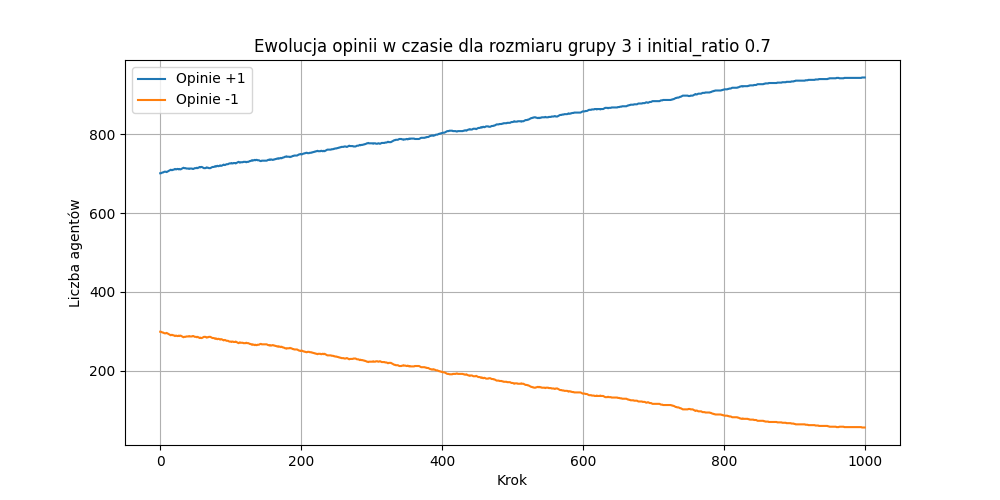 Ewolucja opinii w czasie dla rozmiaru grupy 3 i initial_ratio 0.7
Opinie +1
Opinie -1
800
600
400
200
Liczba agentów
0 200 400 600 800 1000
Krok